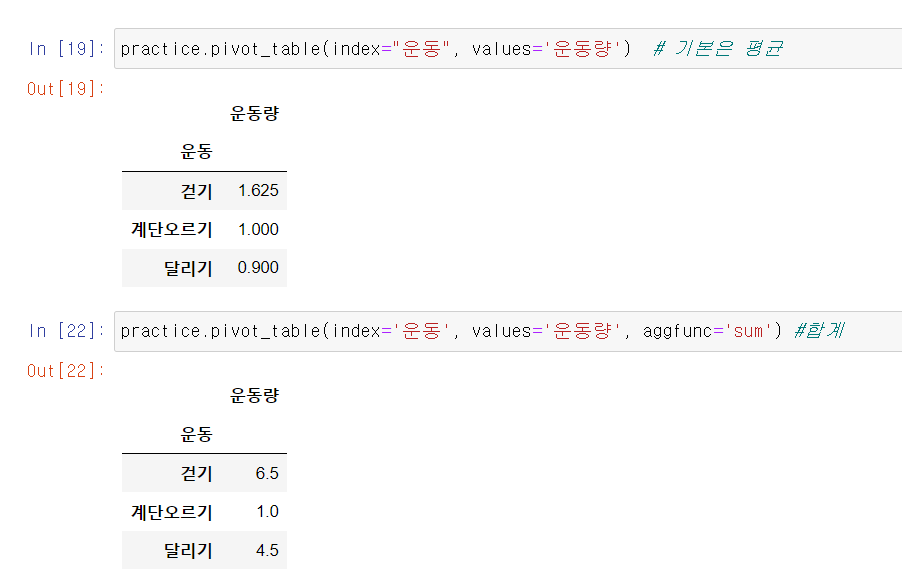 In [19]: practice.pivot_table(index="운동", values='운동량')  # 기본은 평균
Out[19]:
운동량
운동
걷기 1.625
계단오르기 1.000
달리기 0.900
In [22]: practice.pivot_table(index='운동', values='운동량', aggfunc='sum') #합계
Out[22]:
운동량
운동
걷기 6.5
계단오르기 1.0
달리기 4.5